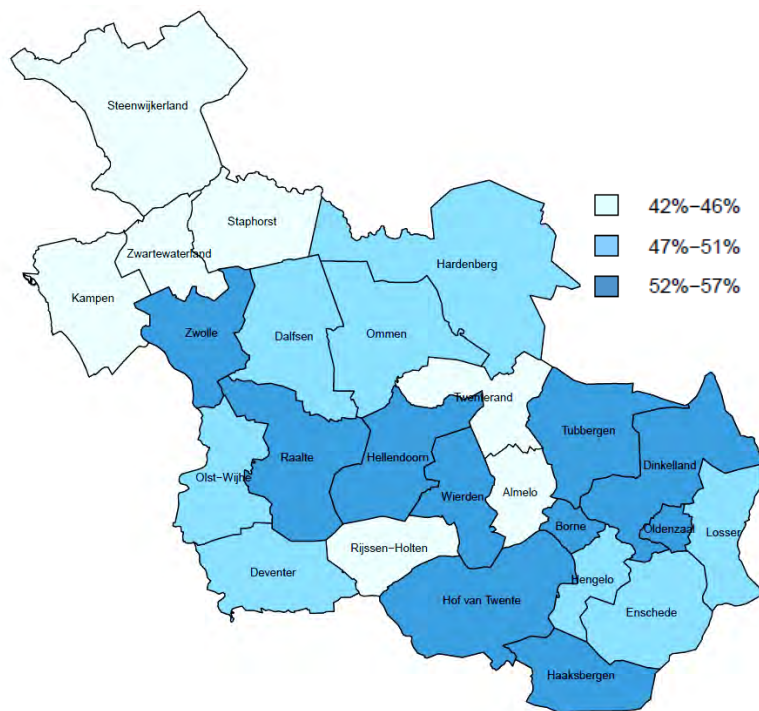 Steenwijkerland
Staphorst
42%−46%
Zwartewaterland
47%−51%
Hardenberg
52%−57%
Kampen
Zwolle
Dalfsen
Ommen
Twenterand
Tubbergen
Raalte
Hellendoorn
Dinkelland
Olst−Wijhe
Wierden
Almelo
Borne
Oldenzaal
Losser
Rijssen−Holten
Deventer
Hengelo
Hof van Twente
Enschede
Haaksbergen